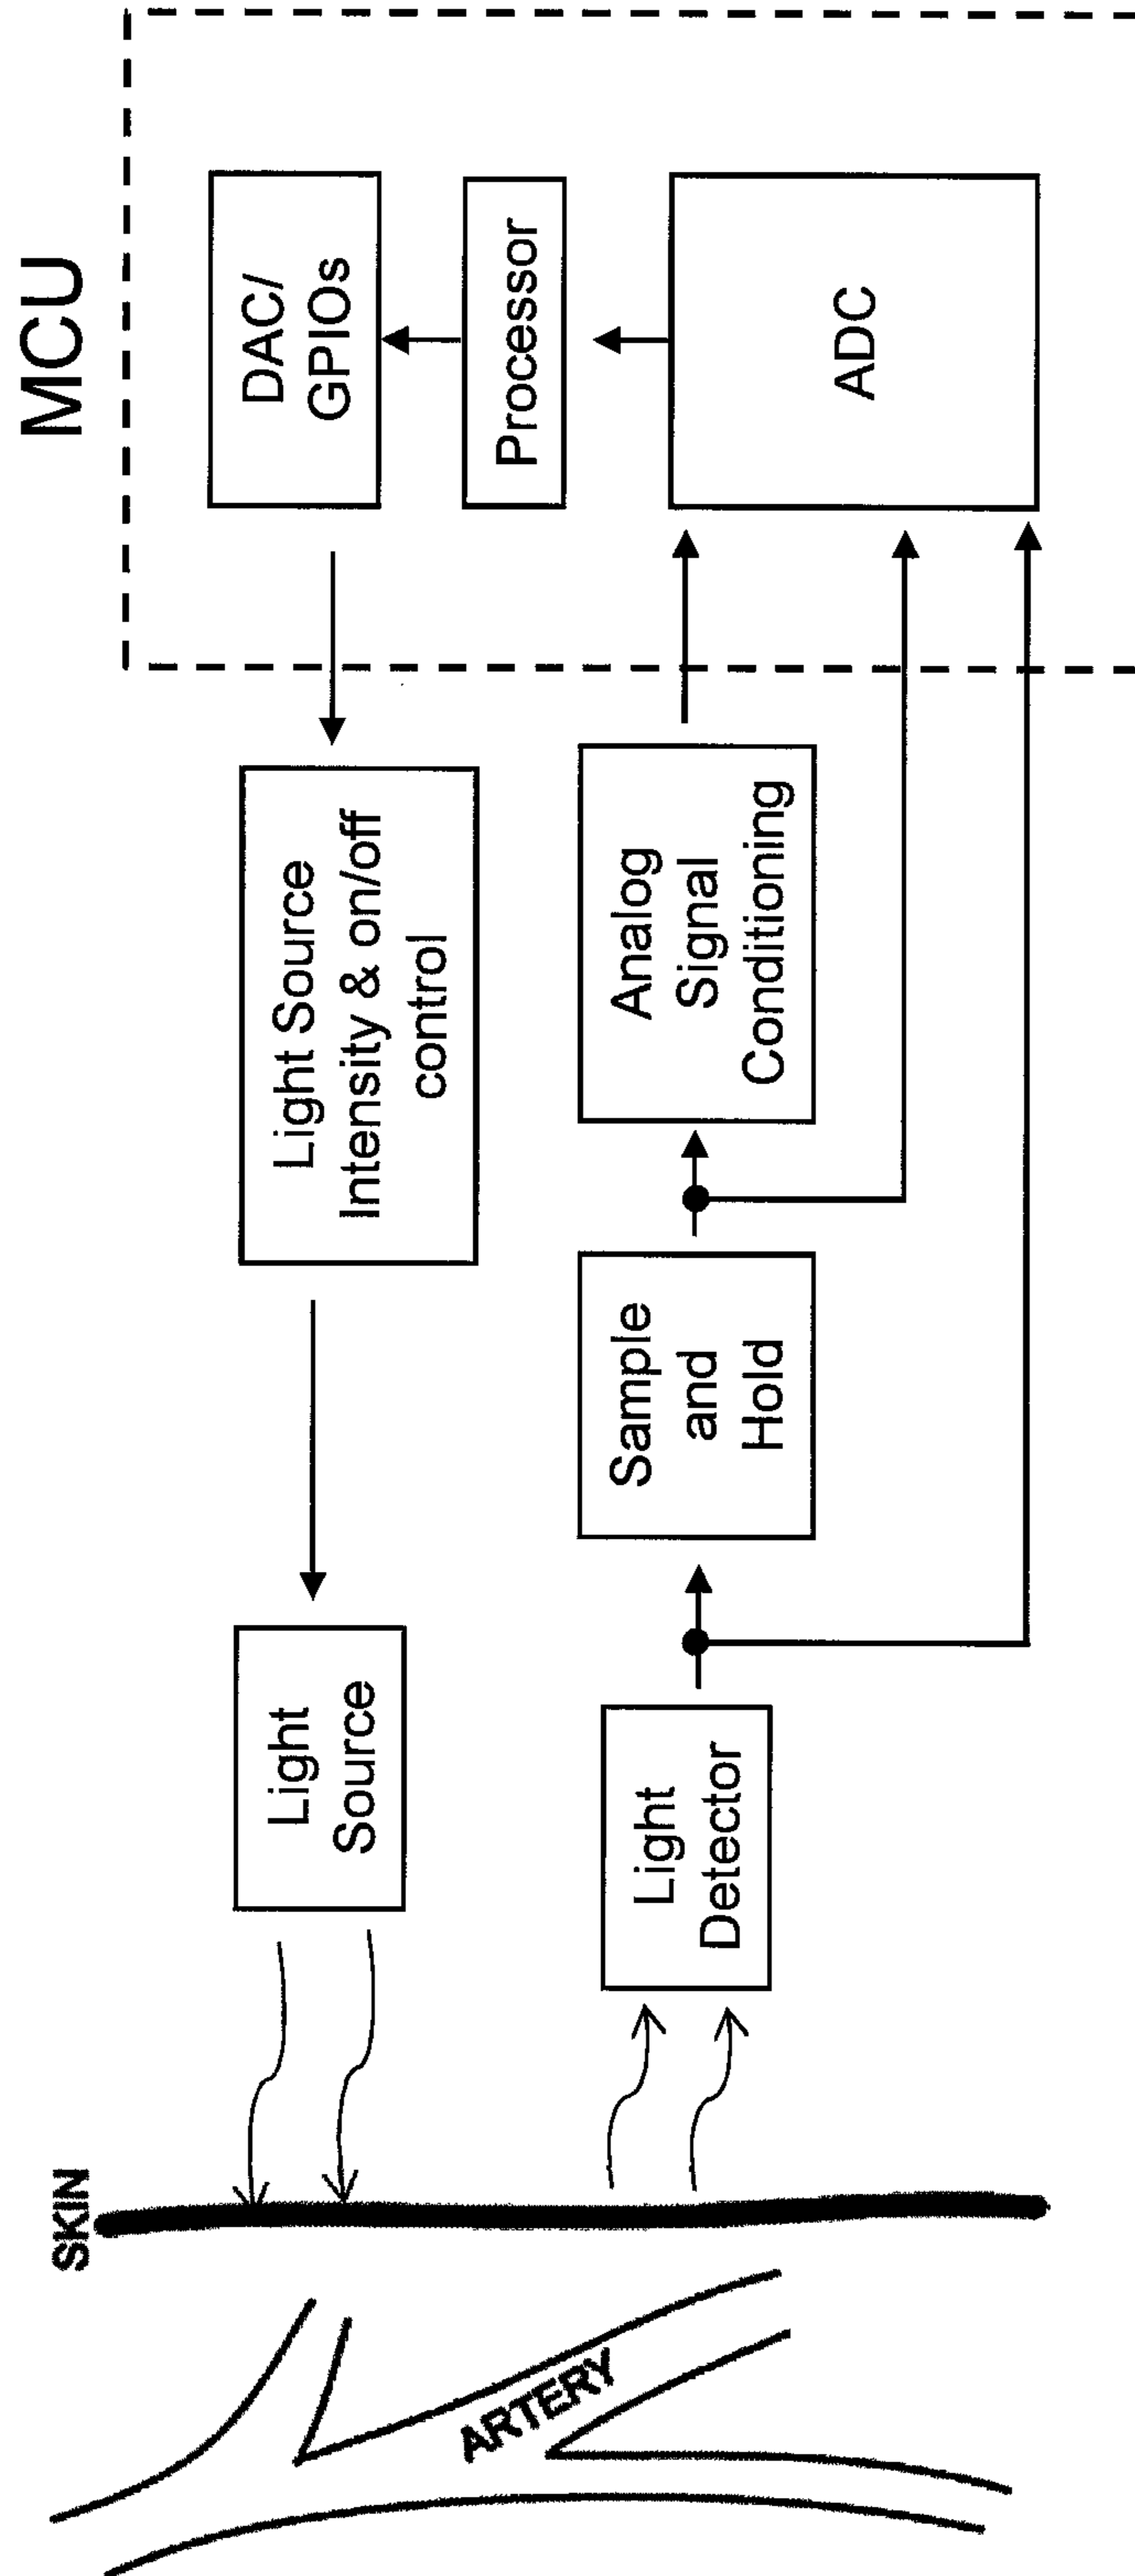 MCU
SKIN
Light
Source
Light Source
Intensity & on/off
control
DAC/
GPIOs
Processor
ARTERY
Light
Detector
Sample
and
Hold
Analog
Signal
Conditioning
ADC